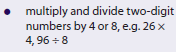 • multiply and divide two-digit
numbers by 4 or 8, e.g. 26 ×
4, 96 ÷ 8